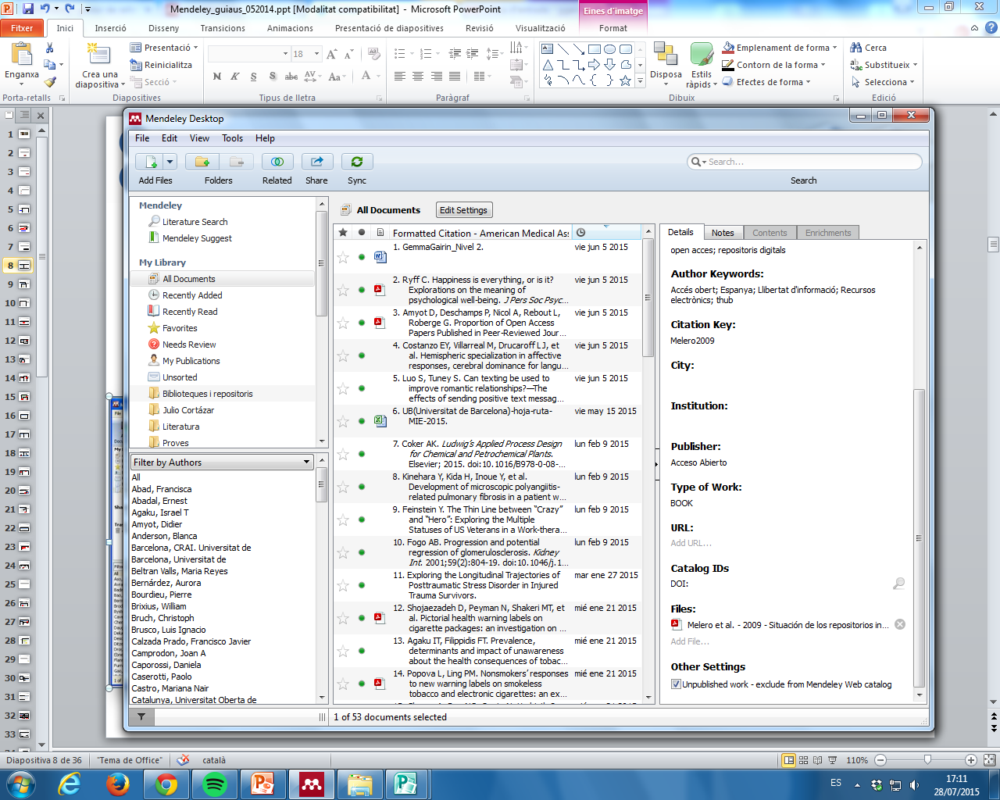 Mendeley_guiaus_052014.ppt [Modalitat compatibilitat] - Microsoft PowerPoint
Eines d'imatge
Fitxer
Inici
Inserció
Disseny
Transicions
Animacions
Presentació de diapositives
Revisió
Visualització
Format
Enganxa
Porta-retalls
Crea una diapositiva
Presentació
Reinicialitza
Secció
Diapositives
18
N K S S abc AV Aa A
Tipus de lletra
Paràgraf
Disposa
Estils ràpids
Emplenament de forma
Contorn de la forma
Efectes de forma
Dibuix
Cerca
Substitueix
Selecciona
Edició
1
2
3
4
5
6
7
8
9
10
11
12
13
14
15
16
17
18
19
20
21
22
23
24
25
26
27
28
29
30
31
32
33
Mendeley Desktop
File Edit View Tools Help
Add Files
Folders
Related
Share
Sync
Search...
Search
Mendeley
Literature Search
Mendeley Suggest
My Library
All Documents
Recently Added
Recently Read
Favorites
Needs Review
My Publications
Unsorted
Biblioteques i repositoris
Julio Cortázar
Literatura
Proves
Filter by Authors
All
Abad, Francisca
Abadal, Ernest
Agaku, Israel T
Amyot, Didier
Anderson, Blanca
Barcelona, CRAI. Universitat de
Barcelona, Universitat de
Beltran Valls, Maria Reyes
Bernárdez, Aurora
Bourdieu, Pierre
Brixius, William
Bruch, Christoph
Brusco, Luis Ignacio
Calzada Prado, Francisco Javier
Camprodon, Joan A
Caporossi, Daniela
Caserotti, Paolo
Castro, Mariana Nair
Catalunya, Universitat Oberta de
All Documents
Edit Settings
Formatted Citation - American Medical Ass
1. GemmaGairin_Nivel 2.
vie jun 5 2015
2. Ryff C. Happiness is everything, or is it?
Explorations on the meaning of
psychological well-being. J Pers Soc Psyc...
vie jun 5 2015
3. Amyot D, Deschamps P, Nicol A, Rebout L,
Roberge G. Proportion of Open Access
Papers Published in Peer-Reviewed Jour...
vie jun 5 2015
4. Costanzo EY, Villarreal M, Drucaroff LJ, et
al. Hemispheric specialization in affective
responses, cerebral dominance for langu...
vie jun 5 2015
5. Luo S, Tuney S. Can texting be used to
improve romantic relationships?—The
effects of sending positive text messag...
vie jun 5 2015
6. UB(Universitat de Barcelona)-hoja-ruta-
MIE-2015.
vie may 15 2015
7. Coker AK. Ludwig's Applied Process Design
for Chemical and Petrochemical Plants.
Elsevier; 2015. doi:10.1016/B978-0-08-...
lun feb 9 2015
8. Kinehara Y, Kida H, Inoue Y, et al.
Development of microscopic polyangiitis-
related pulmonary fibrosis in a patient w...
lun feb 9 2015
9. Feinstein Y. The Thin Line between “Crazy”
and “Hero”: Exploring the Multiple
Statuses of US Veterans in a Work-thera...
lun feb 9 2015
10. Fogo AB. Progression and potential
regression of glomerulosclerosis. Kidney
Int. 2001;59(2):804-19. doi:10.1046/j.1...
lun feb 9 2015
11. Exploring the Longitudinal Trajectories of
Posttraumatic Stress Disorder in Injured
Trauma Survivors.
mar ene 27 2015
12. Shojaezadeh D, Peyman N, Shakeri MT, et
al. Pictorial health warning labels on
cigarette packages: an investigation on ...
mié ene 21 2015
13. Agaku IT, Filippidis FT. Prevalence,
determinants and impact of unawareness
about the health consequences of tobac...
mié ene 21 2015
14. Popova L, Ling PM. Nonsmokers' responses
to new warning labels on smokeless
tobacco and electronic cigarettes: an ex...
mié ene 21 2015
Details
Notes
Contents
Enrichments
open acces; repositoris digitals
Author Keywords:
Accés obert; Espanya; Llibertat d'informació; Recursos
electrònics; thub
Citation Key:
Melero2009
City:
Institution:
Publisher:
Acceso Abierto
Type of Work:
BOOK
URL:
Add URL...
Catalog IDs
DOI:
Files:
Melero et al. - 2009 - Situación de los repositorios in...
Add File...
Other Settings
Unpublished work - exclude from Mendeley Web catalog
1 of 53 documents selected
Diapositiva 8 de 36
"Tema de Office"
català
110%
ES
17:11
28/07/2015